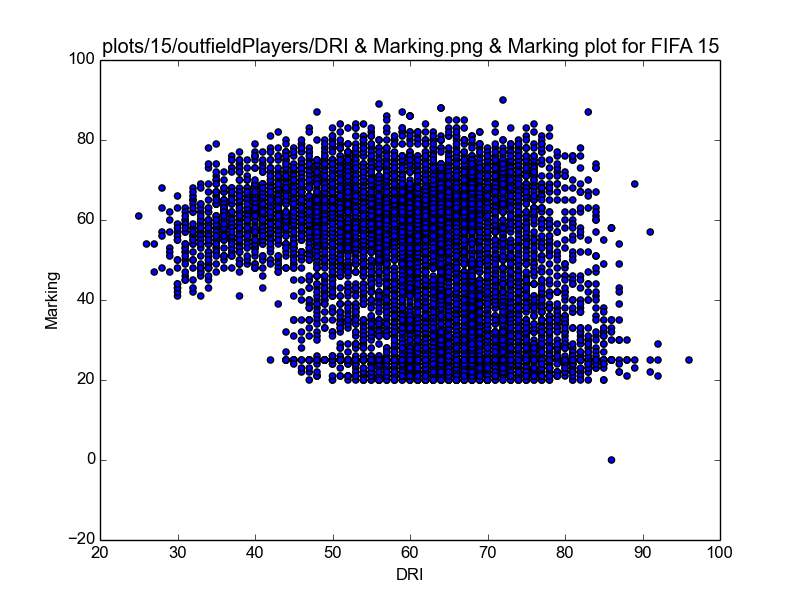 plots/15/outfieldPlayers/DRI & Marking.png & Marking plot for FIFA 15
100
80
60
40
20
0
−20
Marking
20 30 40 50 60 70 80 90 100
DRI